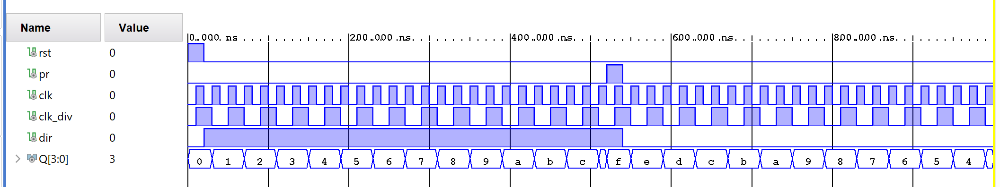 Name Value
0.000 ns 200.000 ns 400.000 ns 600.000 ns 800.000 ns
rst 0
pr 0
clk 0
clk_div 0
dir 0
Q[3:0] 3 0 1 2 3 4 5 6 7 8 9 a b c f e d c b a 9 8 7 6 5 4